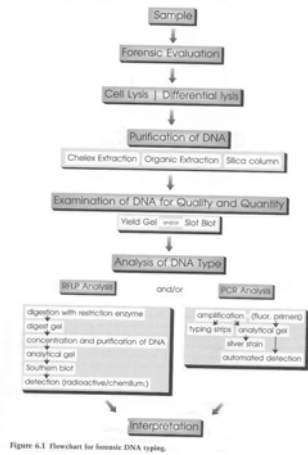 Sample
Forensic Evaluation
Cell Lysis | Differential lysis
Purification of DNA
Chelex Extraction Organic Extraction Silica column
Examination of DNA for Quality and Quantity
Yield Gel and/or Slot Blot
Analysis of DNA Type
RFLP Analysis and/or PCR Analysis
digestion with restriction enzyme
digest gel
concentration and purification of DNA
analytical gel
Southern blot
detection (radioactive/chemilum.)
amplification (fluor. primers)
typing strips analytical gel
silver stain
automated detection
Interpretation
Figure 6.1 Flowchart for forensic DNA typing.